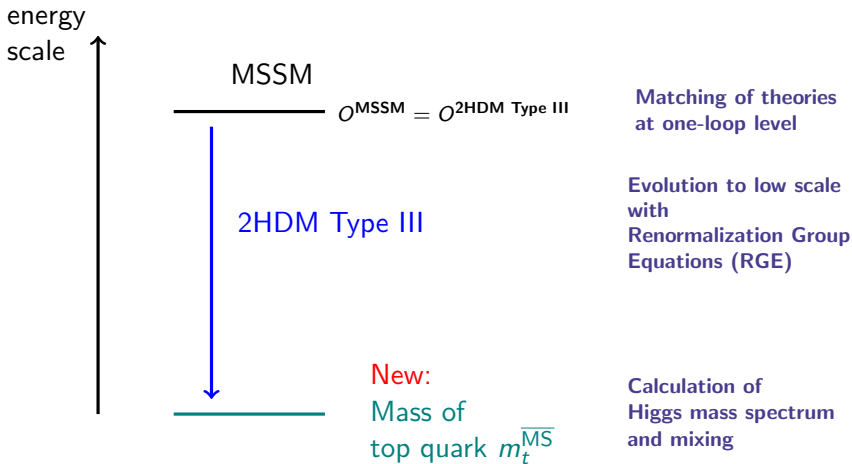 energy
scale
MSSM
O^MSSM = O^2HDM Type III
Matching of theories
at one-loop level
2HDM Type III
Evolution to low scale
with
Renormalization Group
Equations (RGE)
New:
Mass of
top quark m_t^{\overline{MS}}
Calculation of
Higgs mass spectrum
and mixing